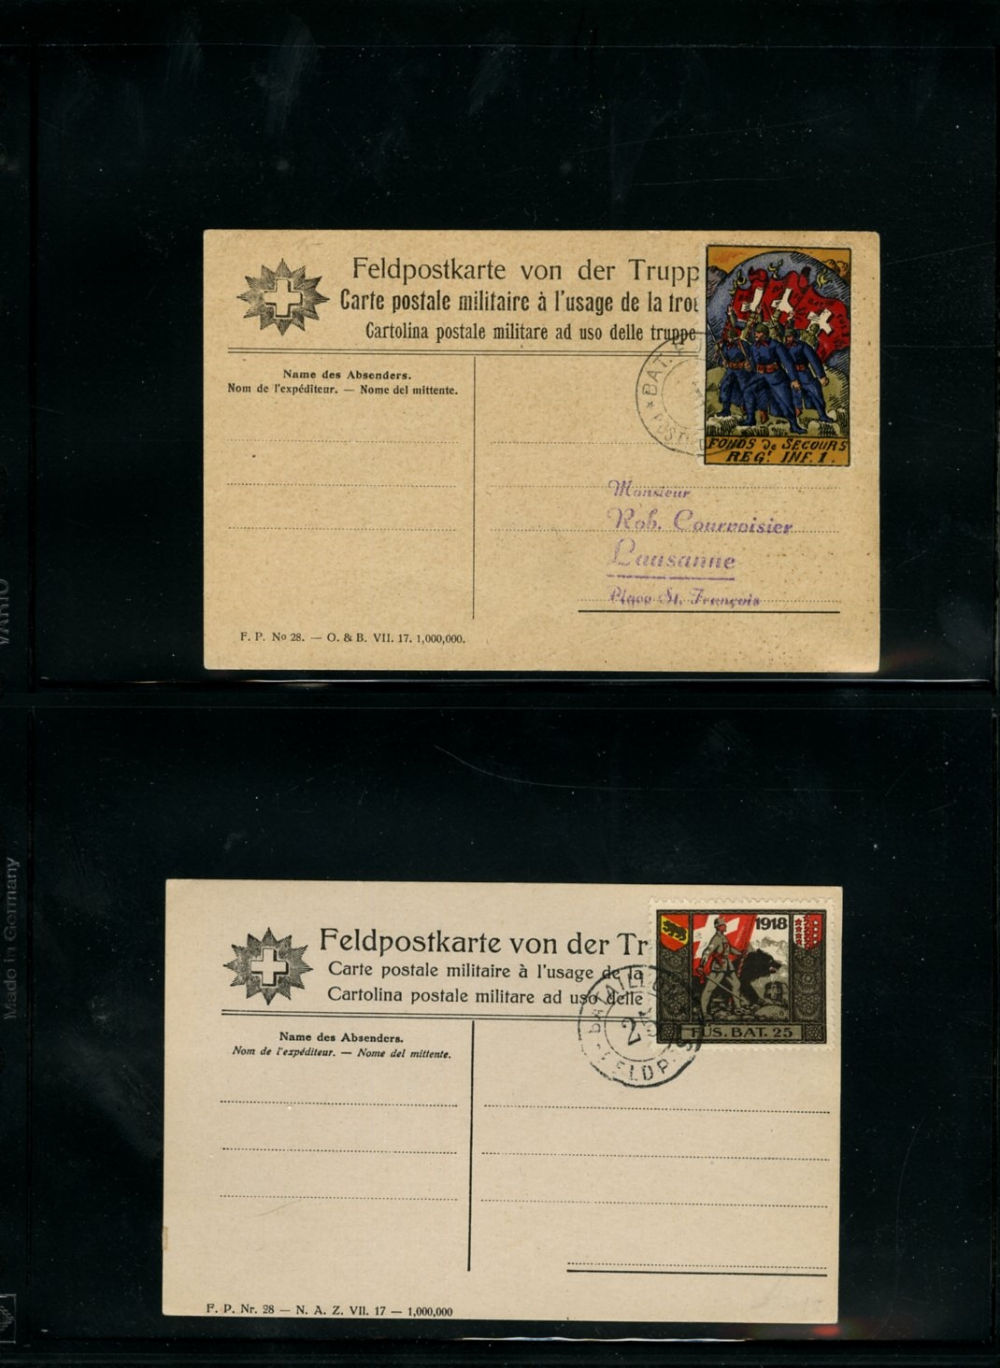 Feldpostkarte von der Trupp
Carte postale militaire à l'usage de la tro
Cartolina postale militare ad uso delle truppe
Name des Absenders.
Nom de l'expéditeur. — Nome del mittente.
BAT.
FONDS de SECOURS
REGT. INF. 1.
Monsieur
Rob. Courvoisier
Lausanne
Place St. François
F. P. No 28. — O. & B. VII. 17. 1,000,000.
Made in Germany
Feldpostkarte von der Tr
Carte postale militaire à l'usage de la
Cartolina postale militare ad uso delle
1918
FUS. BAT. 25
25
Name des Absenders.
Nom de l'expéditeur. — Nome del mittente.
F. P. Nr. 28 — N. A. Z. VII. 17 — 1,000,000